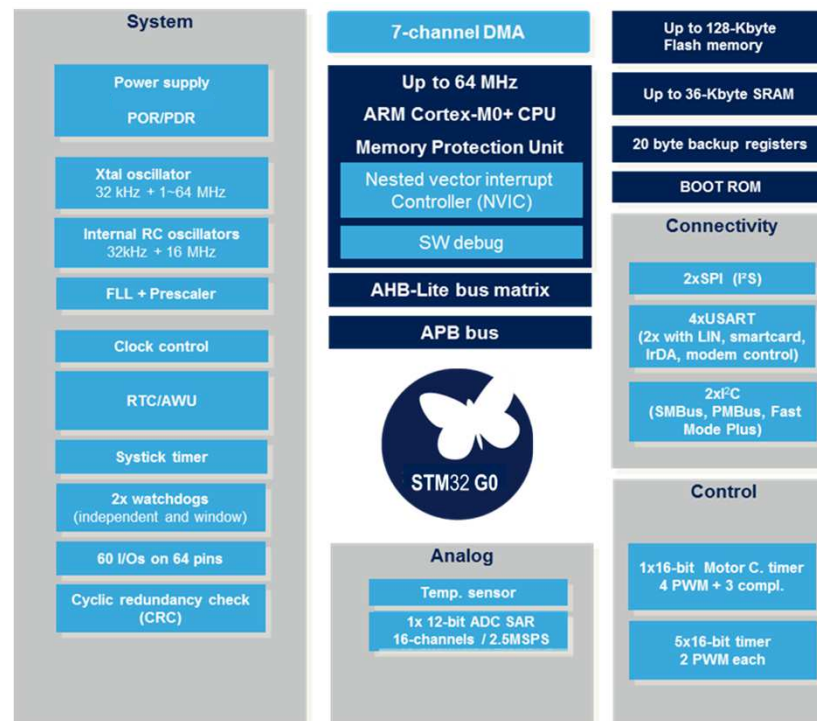 System
Power supply
POR/PDR
Xtal oscillator
32 kHz + 1~64 MHz
Internal RC oscillators
32kHz + 16 MHz
FLL + Prescaler
Clock control
RTC/AWU
Systick timer
2x watchdogs
(independent and window)
60 I/Os on 64 pins
Cyclic redundancy check
(CRC)
7-channel DMA
Up to 64 MHz
ARM Cortex-M0+ CPU
Memory Protection Unit
Nested vector interrupt
Controller (NVIC)
SW debug
AHB-Lite bus matrix
APB bus
STM32 G0
Analog
Temp. sensor
1x 12-bit ADC SAR
16-channels / 2.5MSPS
Up to 128-Kbyte
Flash memory
Up to 36-Kbyte SRAM
20 byte backup registers
BOOT ROM
Connectivity
2xSPI (I²S)
4xUSART
(2x with LIN, smartcard,
IrDA, modem control)
2xI²C
(SMBus, PMBus, Fast
Mode Plus)
Control
1x16-bit Motor C. timer
4 PWM + 3 compl.
5x16-bit timer
2 PWM each